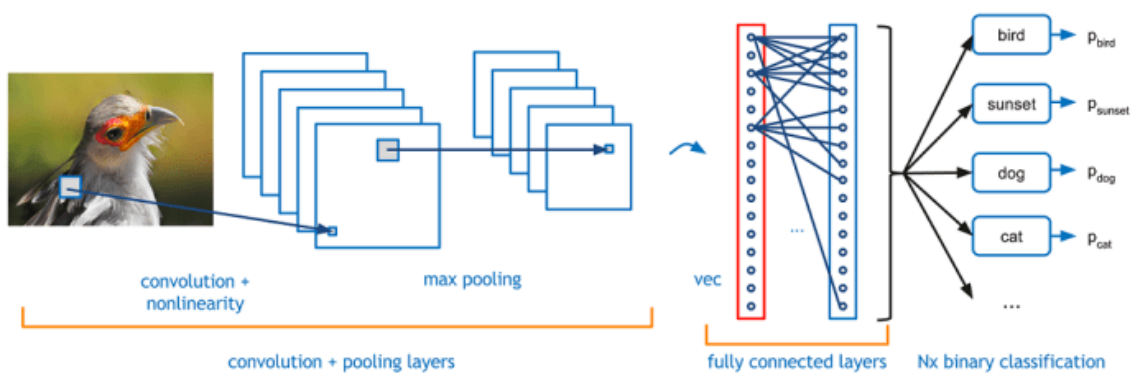 bird
p_bird
sunset
p_sunset
dog
p_dog
cat
p_cat
...
...
convolution +
nonlinearity
max pooling
vec
convolution + pooling layers
fully connected layers
Nx binary classification